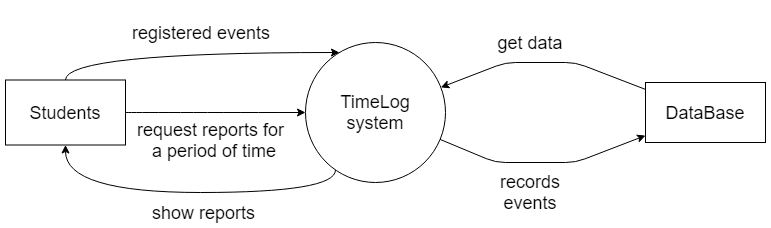 registered events
get data
Students
TimeLog
system
DataBase
request reports for
a period of time
records
events
show reports